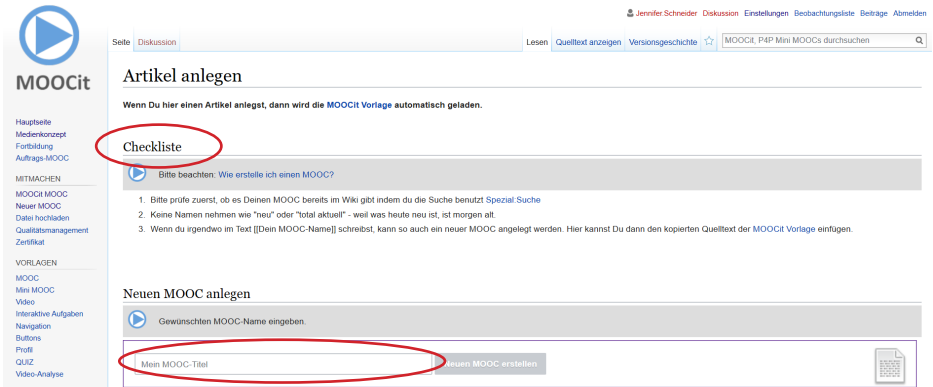 Jennifer Schneider Diskussion Einstellungen Beobachtungsliste Beiträge Abmelden
Seite Diskussion
Lesen Quelltext anzeigen Versionsgeschichte MOOCit, P4P Mini MOOCs durchsuchen
MOOCit
Hauptseite
Medienkonzept
Fortbildung
Auftrags-MOOC
MITMACHEN
MOOCit MOOC
Neuer MOOC
Datei hochladen
Qualitätsmanagement
Zertifikat
VORLAGEN
MOOC
Mini MOOC
Video
Interaktive Aufgaben
Navigation
Buttons
Profil
QUIZ
Video-Analyse
Artikel anlegen
Wenn Du hier einen Artikel anlegst, dann wird die MOOCit Vorlage automatisch geladen.
Checkliste
Bitte beachten: Wie erstelle ich einen MOOC?
1. Bitte prüfe zuerst, ob es Deinen MOOC bereits im Wiki gibt indem du die Suche benutzt Spezial:Suche
2. Keine Namen nehmen wie "neu" oder "total aktuell" - weil was heute neu ist, ist morgen alt.
3. Wenn du irgendwo im Text [[Dein MOOC-Name]] schreibst, kann so auch ein neuer MOOC angelegt werden. Hier kannst Du dann den kopierten Quelltext der MOOCit Vorlage einfügen.
Neuen MOOC anlegen
Gewünschten MOOC-Name eingeben.
Mein MOOC-Titel
Neuen MOOC erstellen